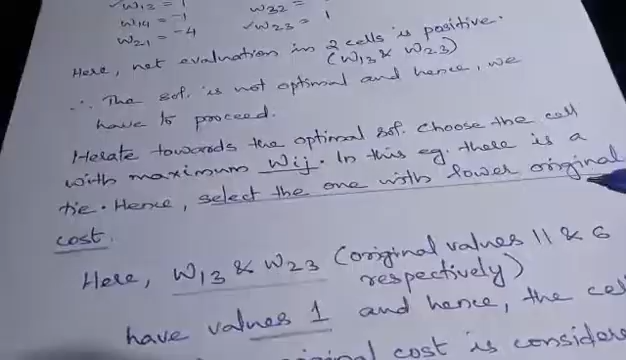 ✓W13 = 1 W32 =
W14 = -1 ✓W23 = 1
W21 = -4
Here, net evaluation in 2 cells is positive.
(W13 & W23)
∴ The sol. is not optimal and hence, we
have to proceed.
Iterate towards the optimal sol. Choose the cell
with maximum Wij. In this eg. there is a
tie. Hence, select the one with lower original
cost.
Here, W13 & W23 (original values 11 & 6
respectively)
have values 1 and hence, the cel
cost is considere